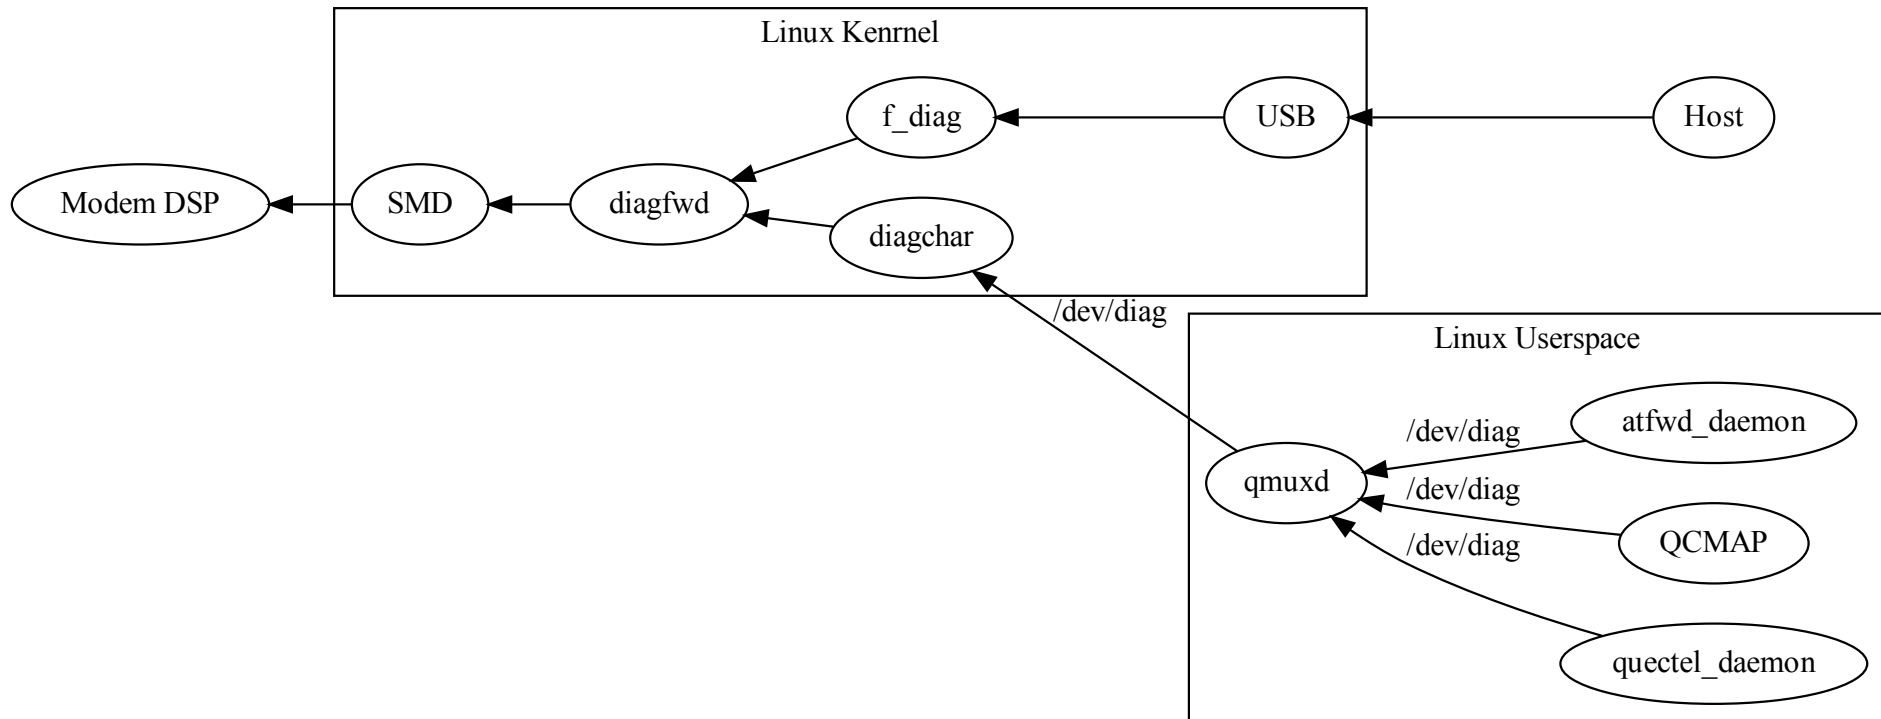 Linux Kenrnel
f_diag
USB
Host
Modem DSP
SMD
diagfwd
diagchar
/dev/diag
Linux Userspace
atfwd_daemon
/dev/diag
qmuxd
/dev/diag
QCMAP
/dev/diag
quectel_daemon